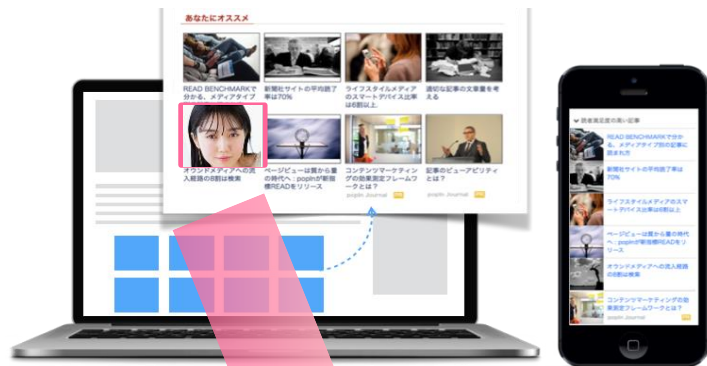 あなたにオススメ
READ BENCHMARKで
分かる、メディアタイプ
新聞社サイトの平均読了
率は70%
ライフスタイルメディア
のスマートデバイス比率
は6割以上
適切な記事の文章量を考
える
オウンドメディアへの流
入経路の8割は検索
ページビューは質から量
の時代へ：popInが新指
標READをリリース
コンテンツマーケティン
グの効果測定フレームワ
ークとは？
popIn Journal PR
記事のビューアビリティ
とは？
popIn Journal PR
読者満足度の高い記事
READ BENCHMARKで分か
る、メディアタイプ別の記事に
読まれ方
新聞社サイトの平均読了率は
70%
ライフスタイルメディアのスマ
ートデバイス比率は6割以上
ページビューは質から量の時代
へ：popInが新指標READをリ
リース
オウンドメディアへの流入経路
の8割は検索
コンテンツマーケティングの効
果測定フレームワークとは？
popIn Journal PR